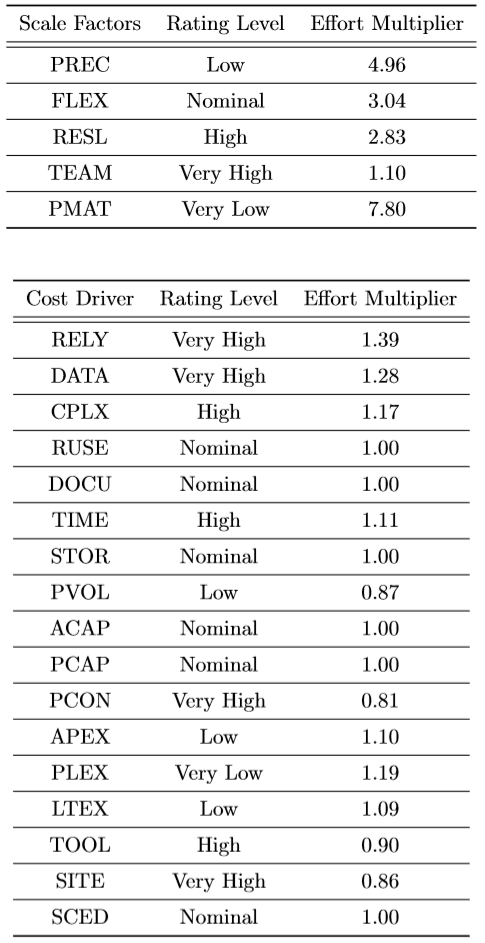 Scale Factors Rating Level Effort Multiplier
PREC Low 4.96
FLEX Nominal 3.04
RESL High 2.83
TEAM Very High 1.10
PMAT Very Low 7.80
Cost Driver Rating Level Effort Multiplier
RELY Very High 1.39
DATA Very High 1.28
CPLX High 1.17
RUSE Nominal 1.00
DOCU Nominal 1.00
TIME High 1.11
STOR Nominal 1.00
PVOL Low 0.87
ACAP Nominal 1.00
PCAP Nominal 1.00
PCON Very High 0.81
APEX Low 1.10
PLEX Very Low 1.19
LTEX Low 1.09
TOOL High 0.90
SITE Very High 0.86
SCED Nominal 1.00